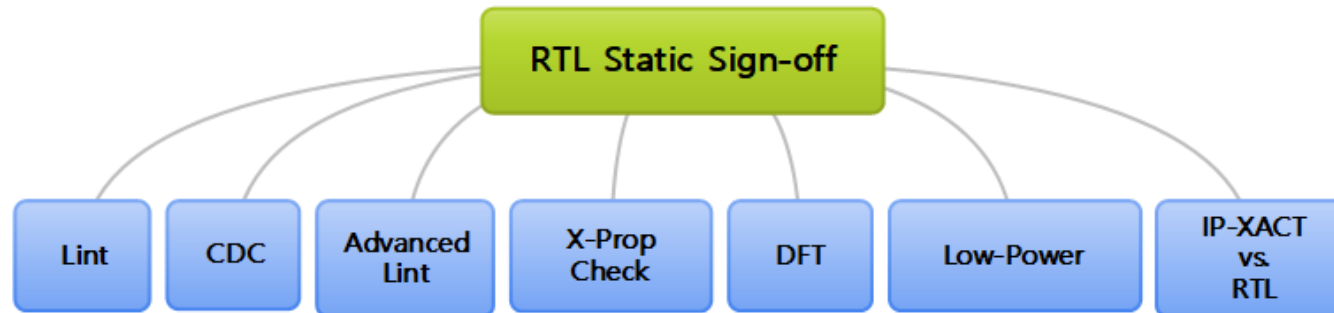 RTL Static Sign-off
Lint
CDC
Advanced
Lint
X-Prop
Check
DFT
Low-Power
IP-XACT
vs.
RTL